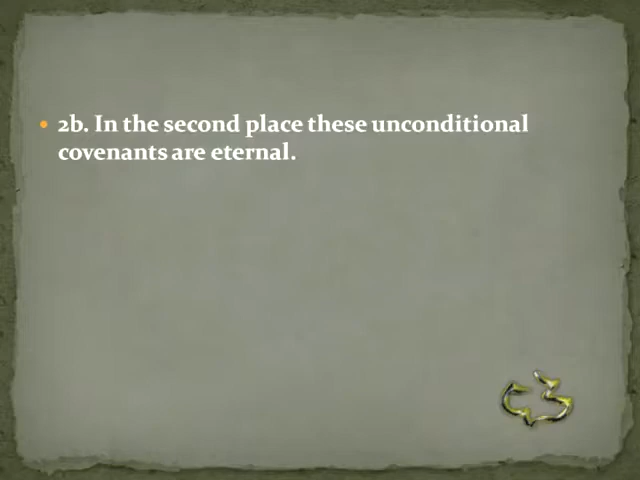 2b. In the second place these unconditional
covenants are eternal.